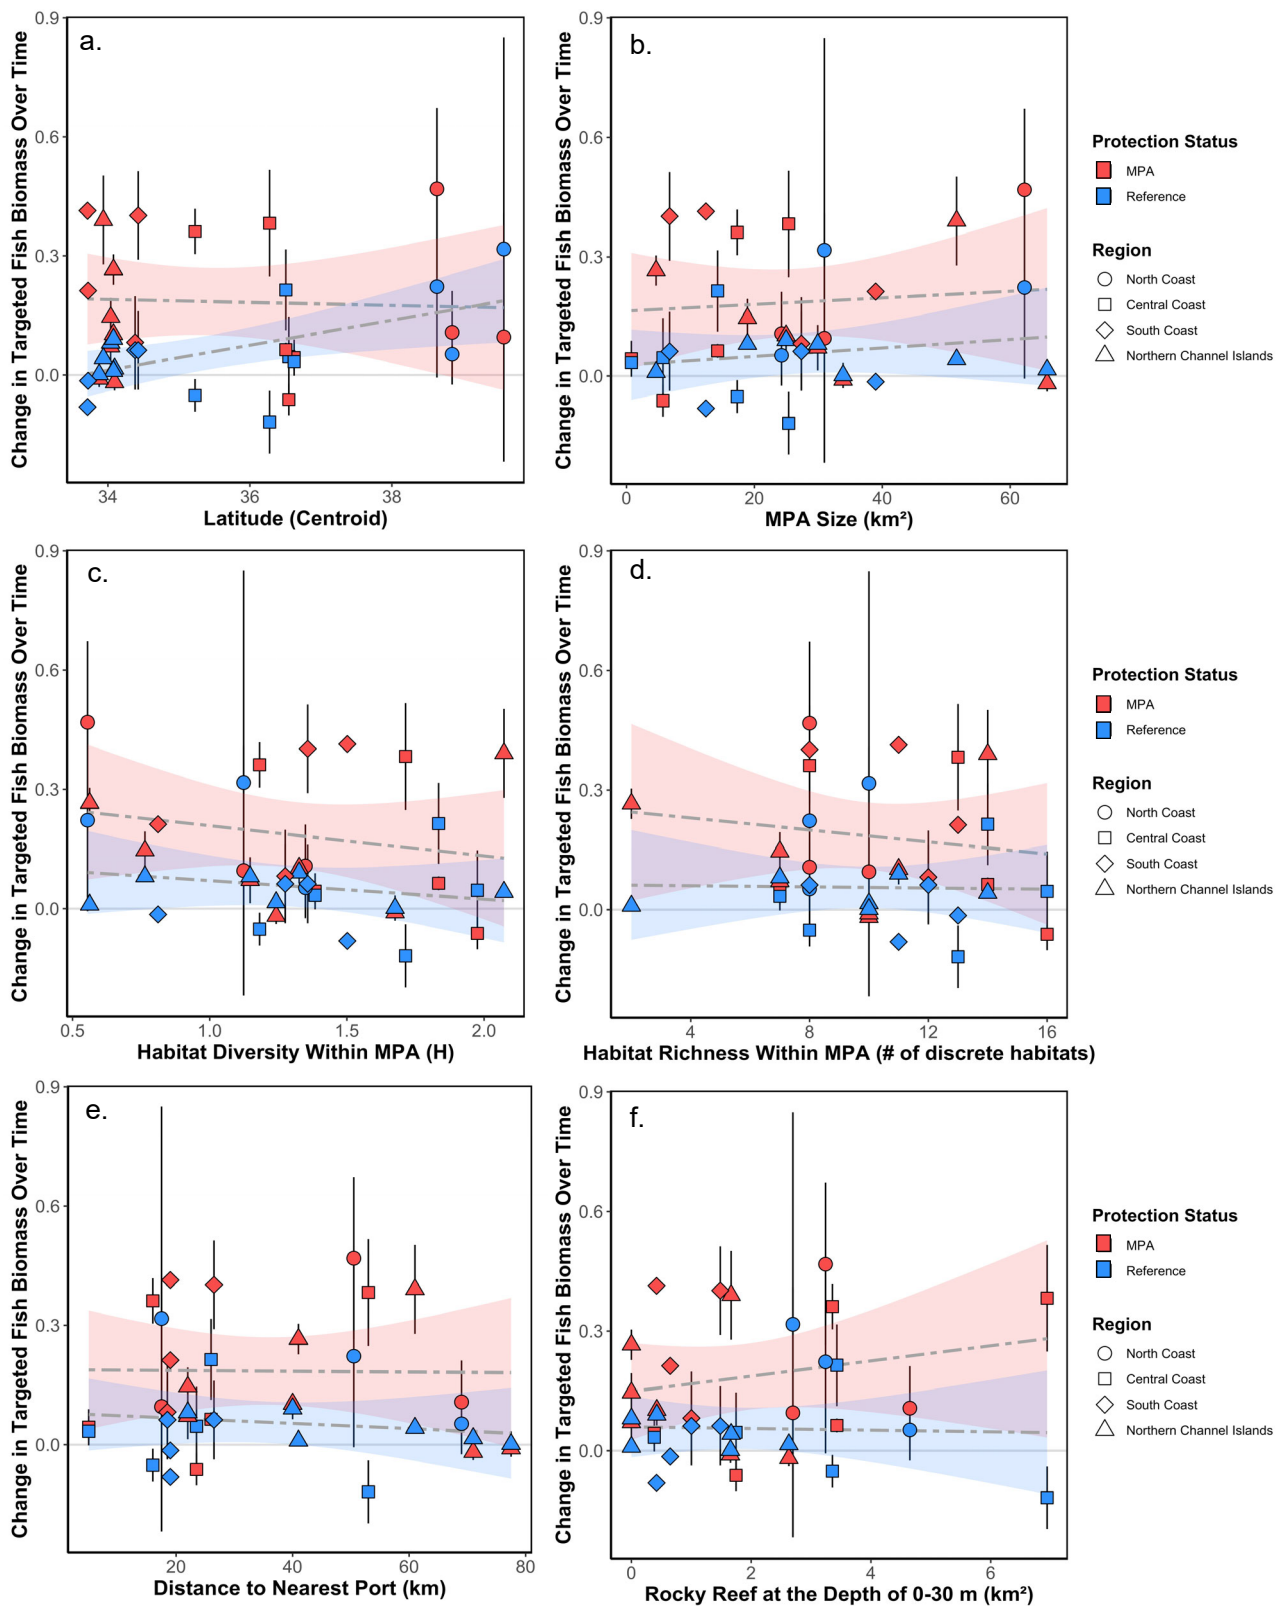 a.
Change in Targeted Fish Biomass Over Time
0.9
0.6
0.3
0.0
34
36
38
Latitude (Centroid)
b.
Change in Targeted Fish Biomass Over Time
0.9
0.6
0.3
0.0
0
20
40
60
MPA Size (km²)
Protection Status
MPA
Reference
Region
North Coast
Central Coast
South Coast
Northern Channel Islands
c.
Change in Targeted Fish Biomass Over Time
0.9
0.6
0.3
0.0
0.5
1.0
1.5
2.0
Habitat Diversity Within MPA (H)
d.
Change in Targeted Fish Biomass Over Time
0.9
0.6
0.3
0.0
4
8
12
16
Habitat Richness Within MPA (# of discrete habitats)
Protection Status
MPA
Reference
Region
North Coast
Central Coast
South Coast
Northern Channel Islands
e.
Change in Targeted Fish Biomass Over Time
0.9
0.6
0.3
0.0
20
40
60
80
Distance to Nearest Port (km)
f.
Change in Targeted Fish Biomass Over Time
0.9
0.6
0.3
0.0
0
2
4
6
Rocky Reef at the Depth of 0-30 m (km²)
Protection Status
MPA
Reference
Region
North Coast
Central Coast
South Coast
Northern Channel Islands